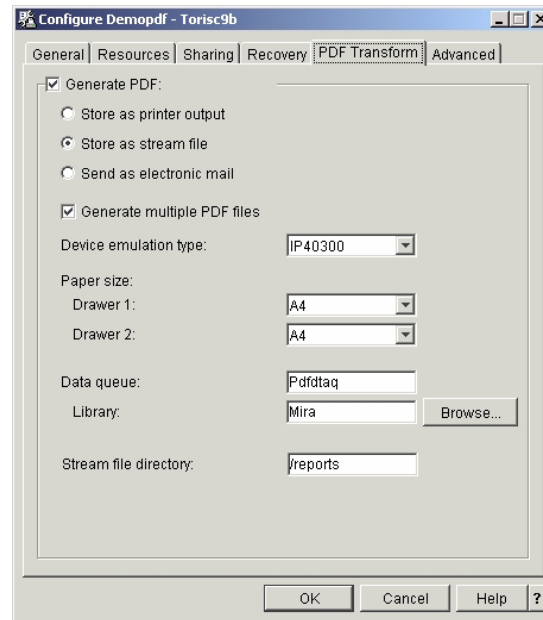 Configure Demopdf - Torisc9b
General Resources Sharing Recovery PDF Transform Advanced
Generate PDF:
Store as printer output
Store as stream file
Send as electronic mail
Generate multiple PDF files
Device emulation type: IP40300
Paper size:
Drawer 1: A4
Drawer 2: A4
Data queue: Pdfdtaq
Library: Mira Browse...
Stream file directory: /reports
OK Cancel Help ?